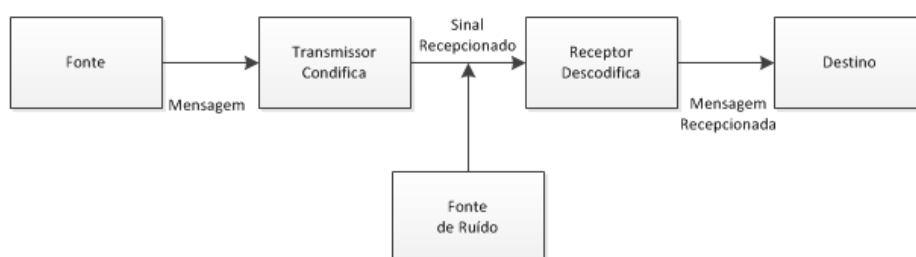 Fonte
Mensagem
Transmissor
Condifica
Sinal
Recepcionado
Receptor
Descodifica
Mensagem
Recepcionada
Destino
Fonte
de Ruído